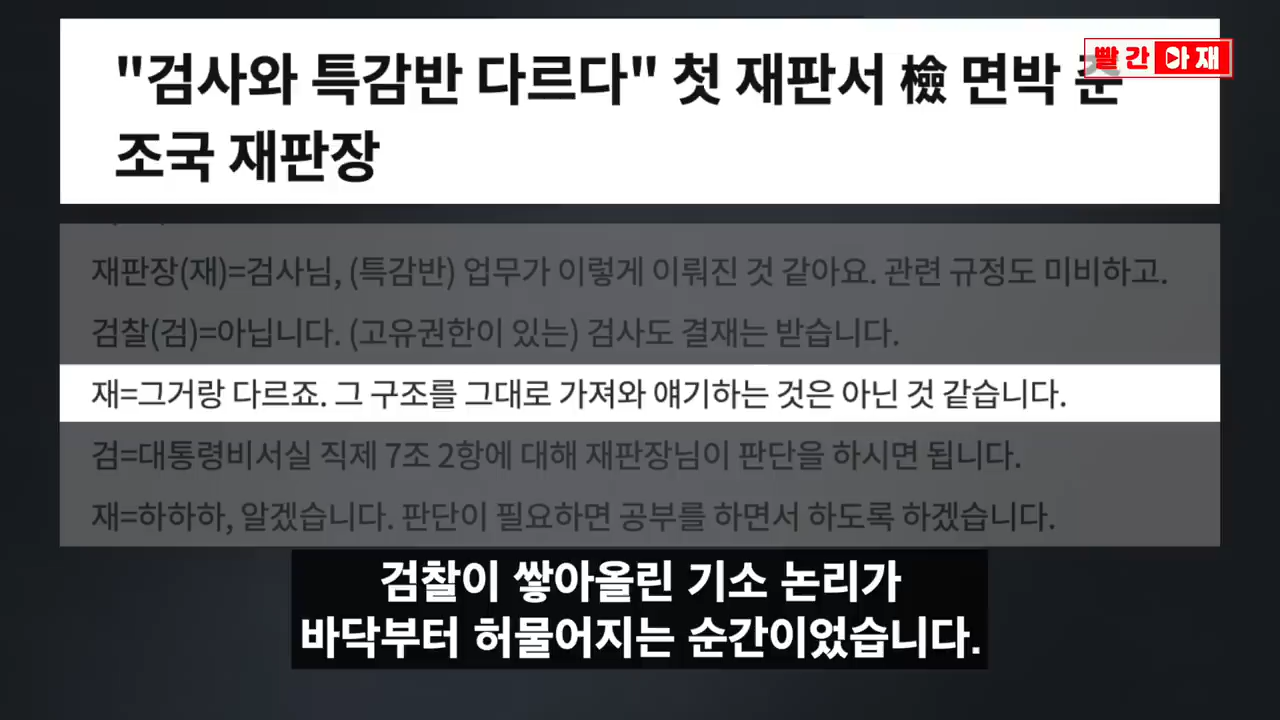 "검사와 특감반 다르다" 첫 재판서 檢 면박 준
빨간아재
조국 재판장
재판장(재)=검사님, (특감반) 업무가 이렇게 이뤄진 것 같아요. 관련 규정도 미비하고.
검찰(검)=아닙니다. (고유권한이 있는) 검사도 결재는 받습니다.
재=그거랑 다르죠. 그 구조를 그대로 가져와 얘기하는 것은 아닌 것 같습니다.
검=대통령비서실 직제 7조 2항에 대해 재판장님이 판단을 하시면 됩니다.
재=하하하, 알겠습니다. 판단이 필요하면 공부를 하면서 하도록 하겠습니다.
검찰이 쌓아올린 기소 논리가
바닥부터 허물어지는 순간이었습니다.